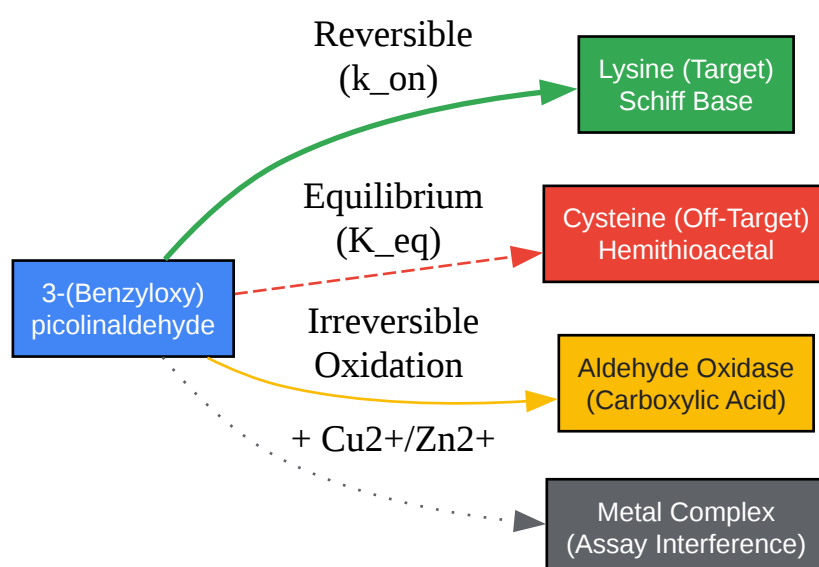 Reversible
(k_on)
Lysine (Target)
Schiff Base
Equilibrium
(K_eq)
Cysteine (Off-Target)
Hemithioacetal
3-(Benzyloxy)
picolinaldehyde
Irreversible
Oxidation
Aldehyde Oxidase
(Carboxylic Acid)
+ Cu2+/Zn2+
Metal Complex
(Assay Interference)